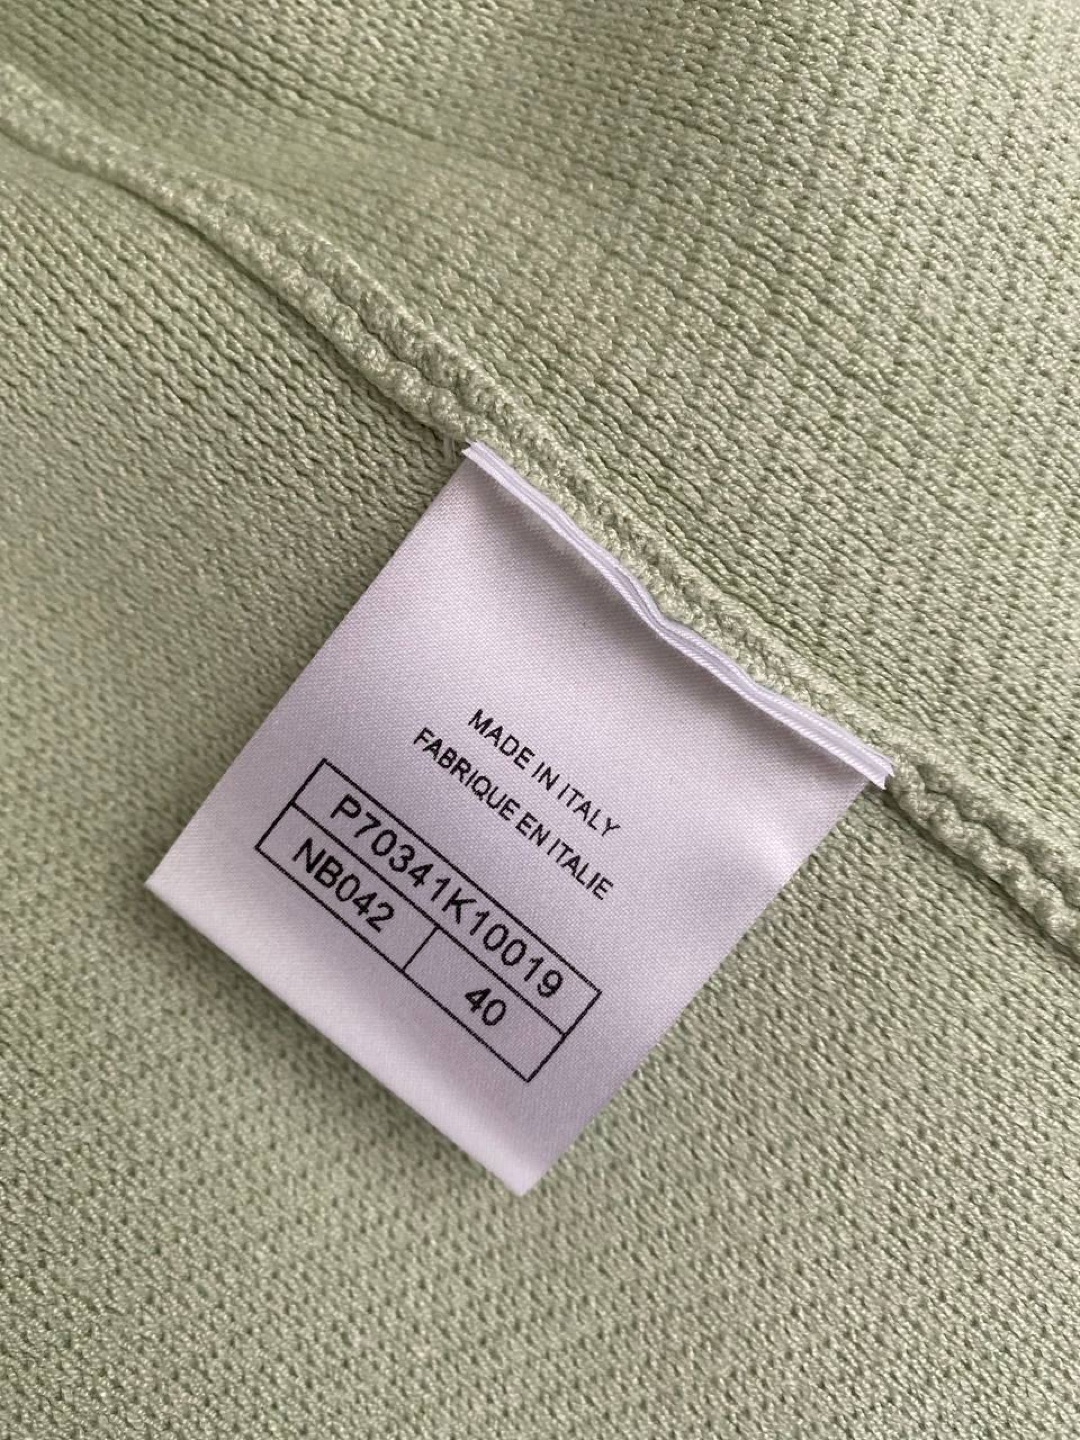 MADE IN ITALY
FABRIQUE EN ITALIE
P70341K10019
NB042 40